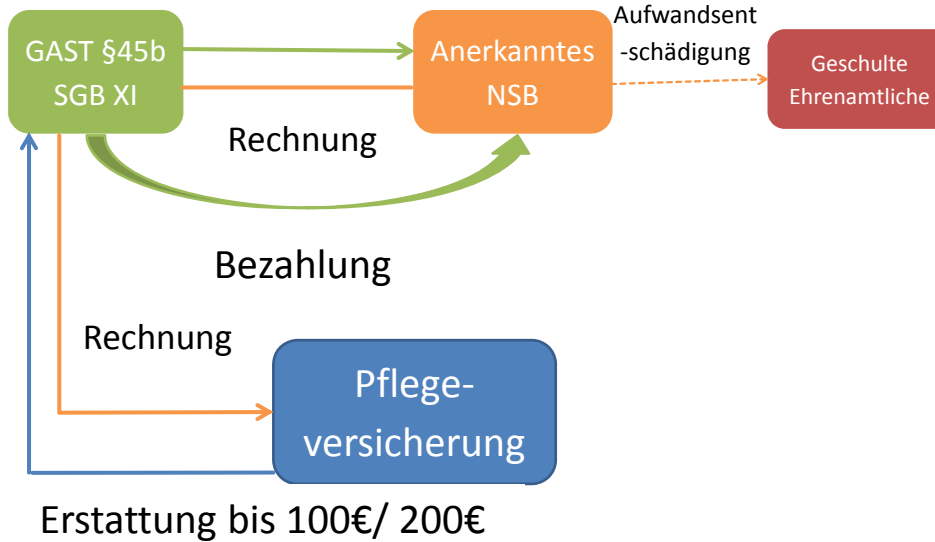 GAST §45b
SGB XI
Anerkanntes
NSB
Aufwandsent
-schädigung
Geschulte
Ehrenamtliche
Rechnung
Bezahlung
Rechnung
Pflege-
versicherung
Erstattung bis 100€/ 200€